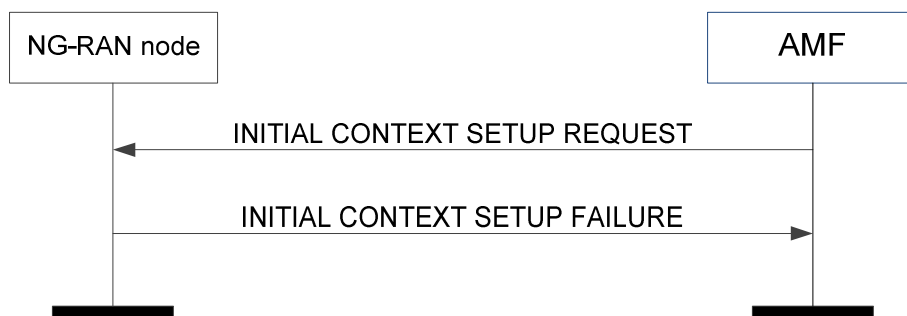 NG-RAN node
AMF
INITIAL CONTEXT SETUP REQUEST
INITIAL CONTEXT SETUP FAILURE